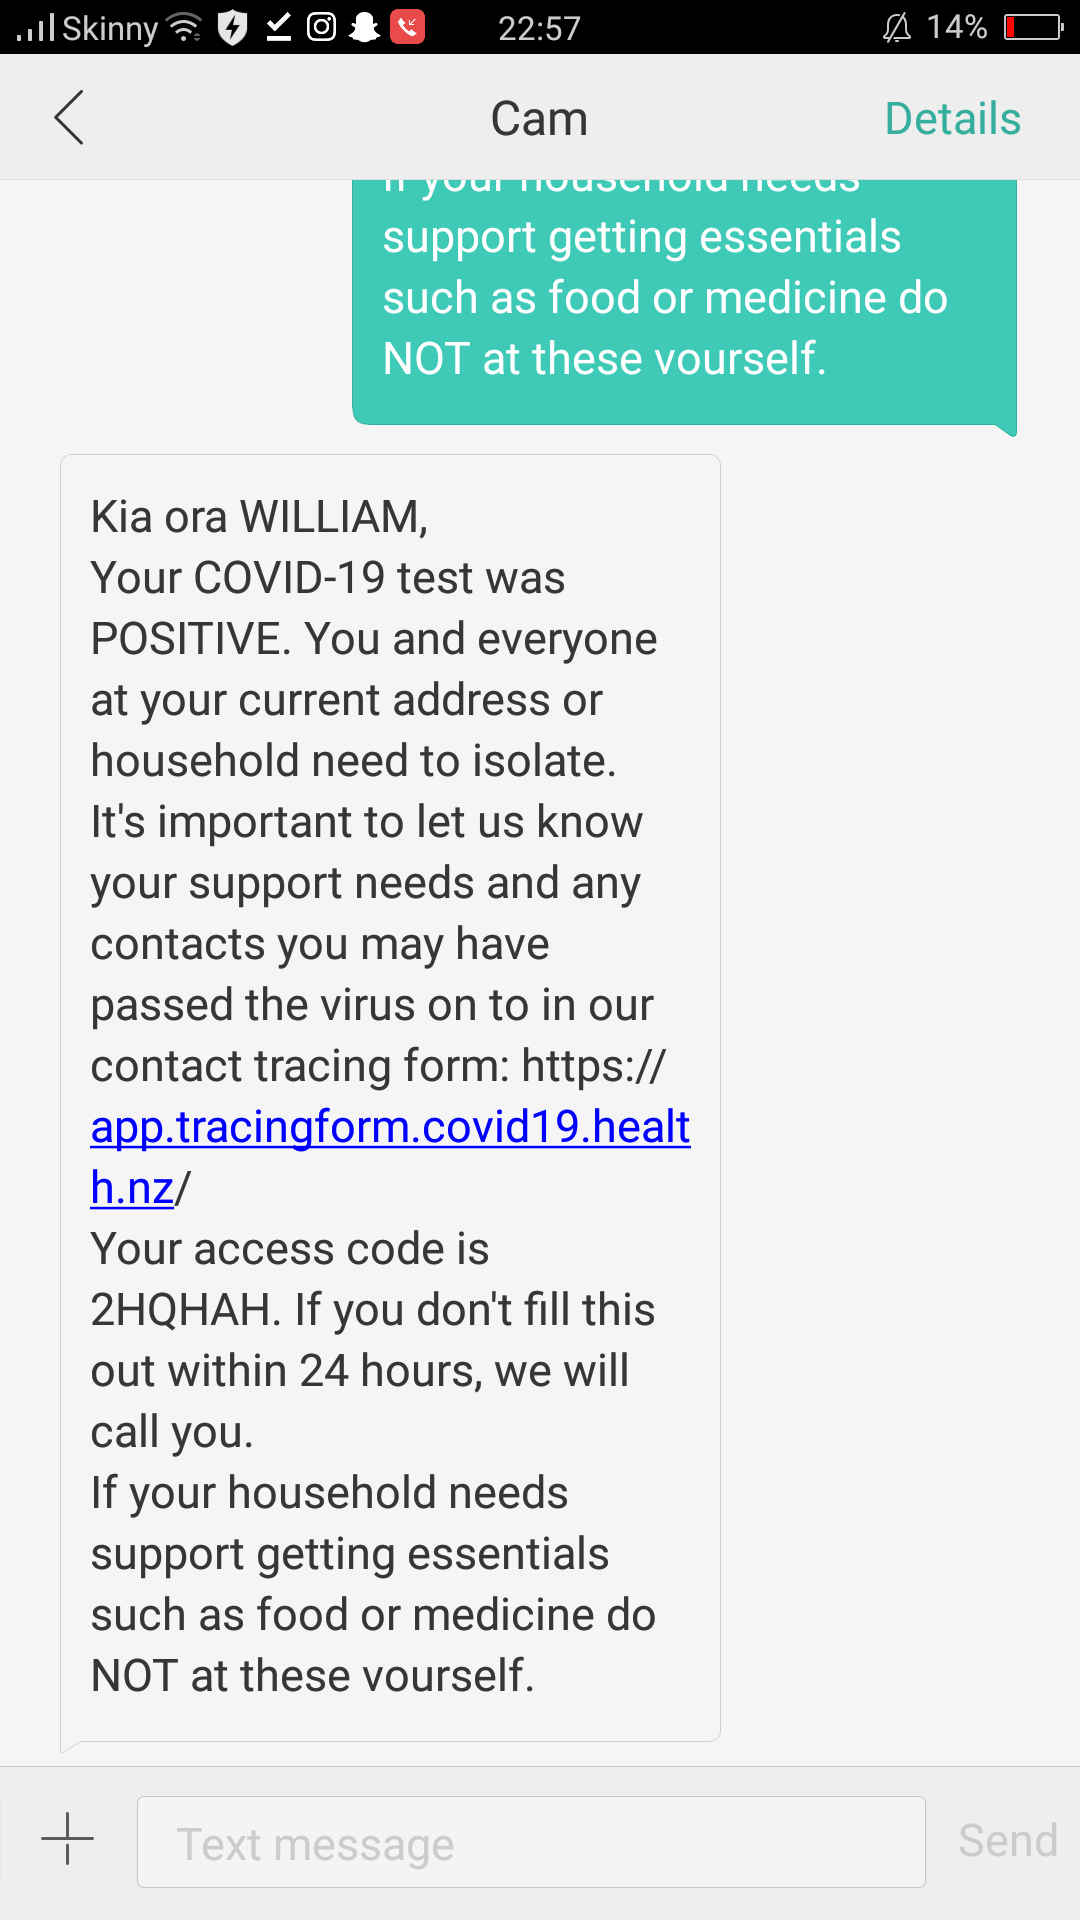 Skinny 22:57 14%
Cam Details
If your household needs
support getting essentials
such as food or medicine do
NOT at these vourself.
Kia ora WILLIAM,
Your COVID-19 test was
POSITIVE. You and everyone
at your current address or
household need to isolate.
It's important to let us know
your support needs and any
contacts you may have
passed the virus on to in our
contact tracing form: https://
app.tracingform.covid19.healt
h.nz/
Your access code is
2HQHAH. If you don't fill this
out within 24 hours, we will
call you.
If your household needs
support getting essentials
such as food or medicine do
NOT at these vourself.
Text message Send